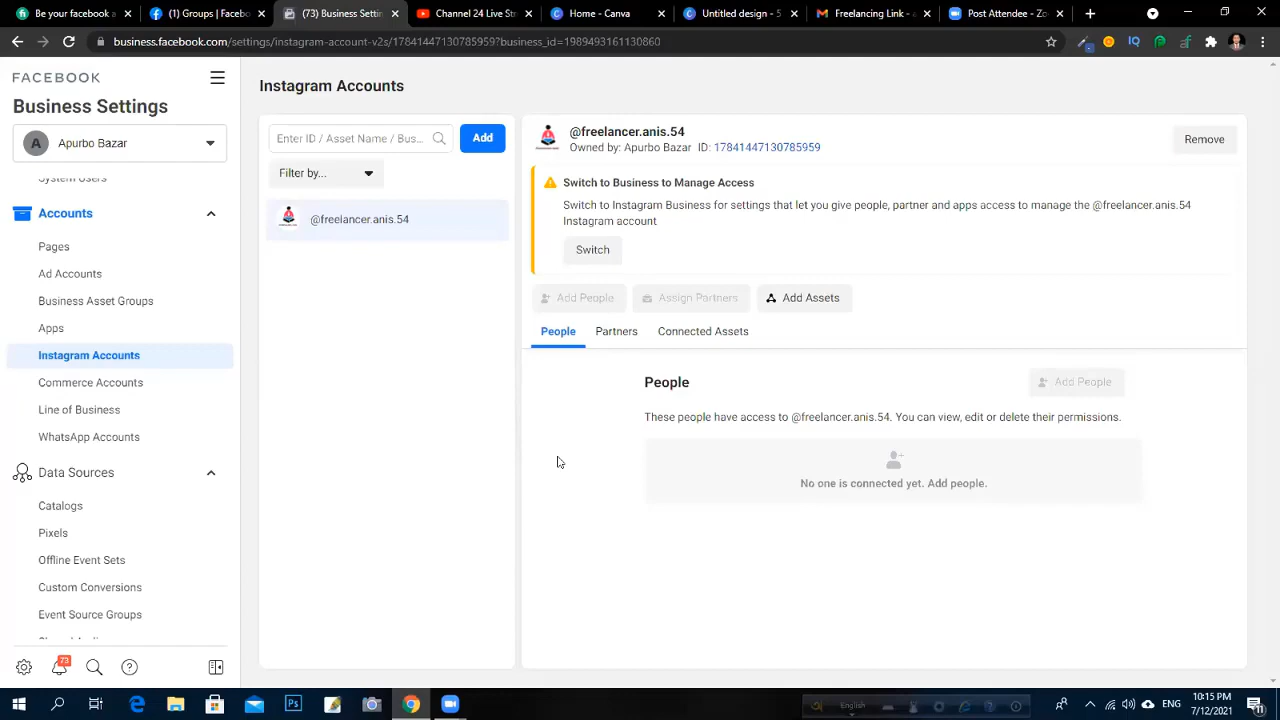 Be your facebook a
(1) Groups | Facebo
(73) Business Settin
Channel 24 Live Str
Home - Canva
Untitled design - 5
Freelancing Link -
Post Attendee - Zo
business.facebook.com/settings/instagram-account-v2s/17841447130785959?business_id=1989493161130860
FACEBOOK
Business Settings
A
Apurbo Bazar
System Users
Accounts
Pages
Ad Accounts
Business Asset Groups
Apps
Instagram Accounts
Commerce Accounts
Line of Business
WhatsApp Accounts
Data Sources
Catalogs
Pixels
Offline Event Sets
Custom Conversions
Event Source Groups
73
Instagram Accounts
Enter ID / Asset Name / Bus...
Add
Filter by...
@freelancer.anis.54
@freelancer.anis.54
Owned by: Apurbo Bazar ID: 17841447130785959
Remove
Switch to Business to Manage Access
Switch to Instagram Business for settings that let you give people, partner and apps access to manage the @freelancer.anis.54
Instagram account
Switch
Add People
Assign Partners
Add Assets
People
Partners
Connected Assets
People
Add People
These people have access to @freelancer.anis.54. You can view, edit or delete their permissions.
No one is connected yet. Add people.
Ps
English
ENG
10:15 PM
7/12/2021